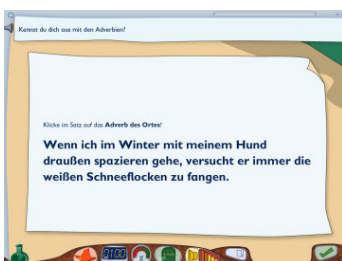 Kennst du dich aus mit den Adverbien?
Klicke im Satz auf das Adverb des Ortes!
Wenn ich im Winter mit meinem Hund
draußen spazieren gehe, versucht er immer die
weißen Schneeflocken zu fangen.